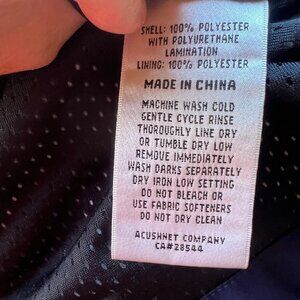 SHELL: 100% POLYESTER
WITH POLYURETHANE
LAMINATION
LINING: 100% POLYESTER
MADE IN CHINA
MACHINE WASH COLD
GENTLE CYCLE RINSE
THOROUGHLY LINE DRY
OR TUMBLE DRY LOW
REMOVE IMMEDIATELY
WASH DARKS SEPARATELY
DRY IRON LOW SETTING
DO NOT BLEACH OR
USE FABRIC SOFTENERS
DO NOT DRY CLEAN
ACUSHNET COMPANY
CA#28544